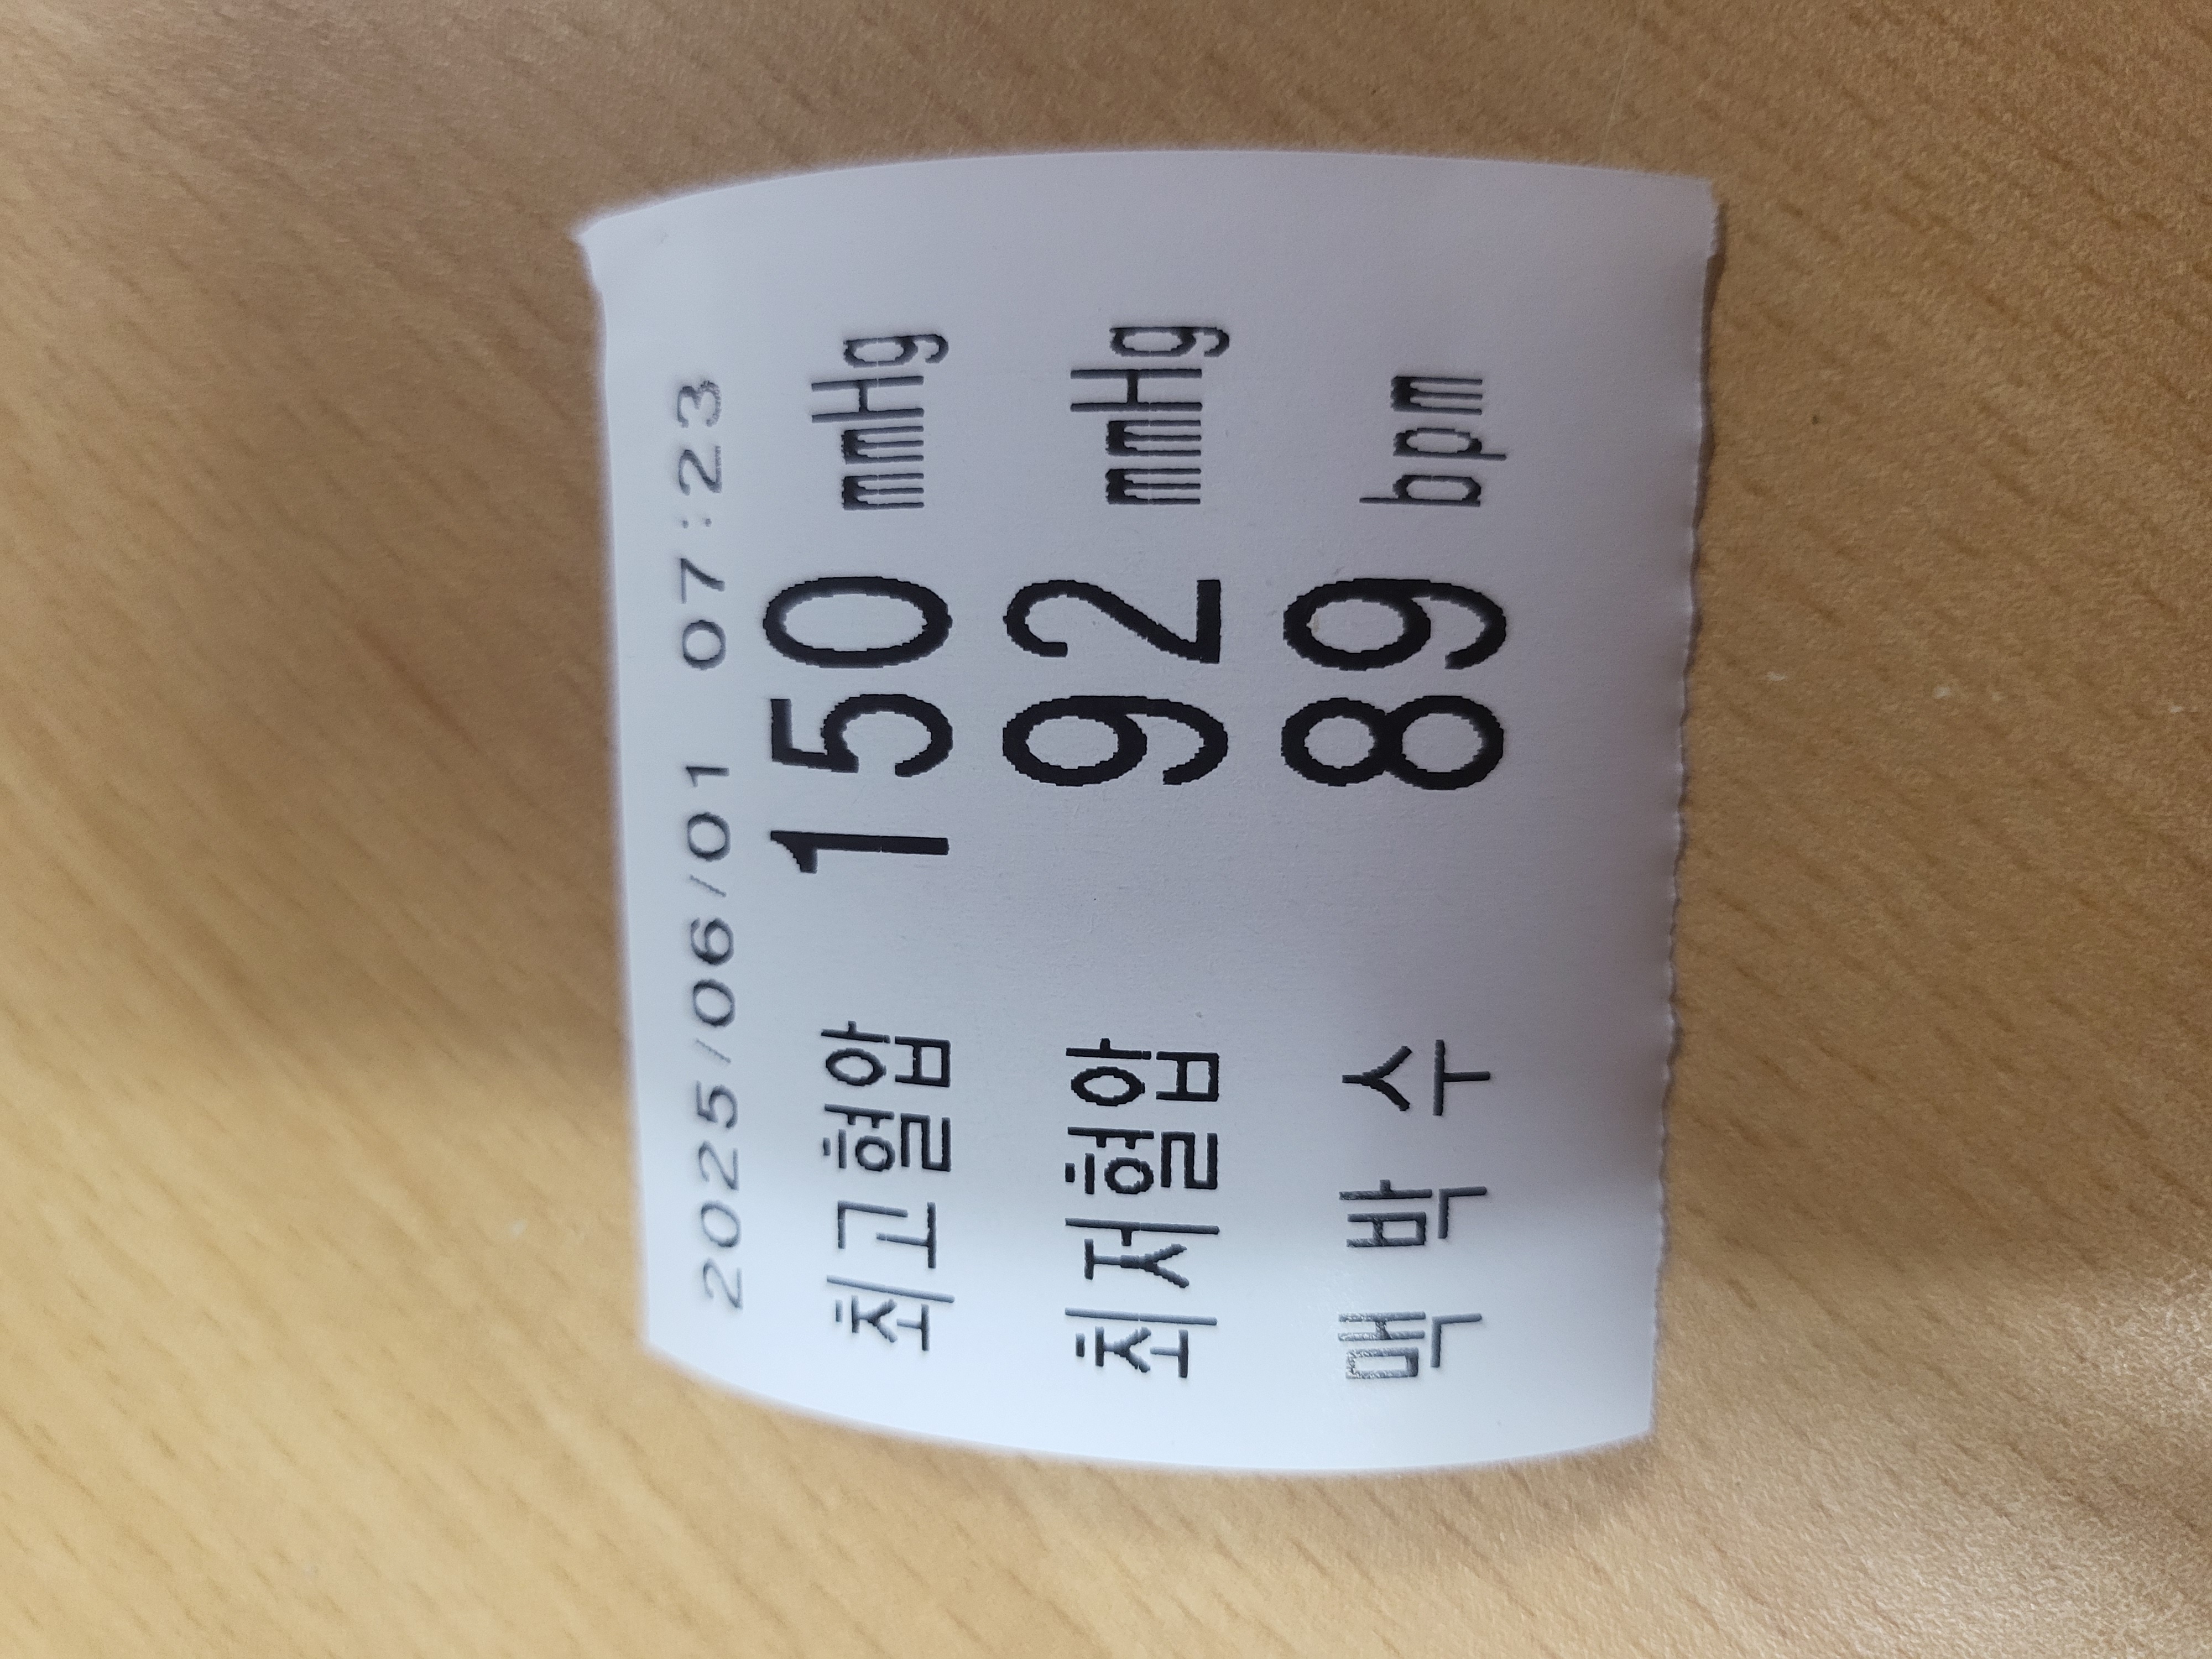 2025/06/01 07:23
최고혈압 150 mmHg
최저혈압 92 mmHg
맥 박 수 89 bpm